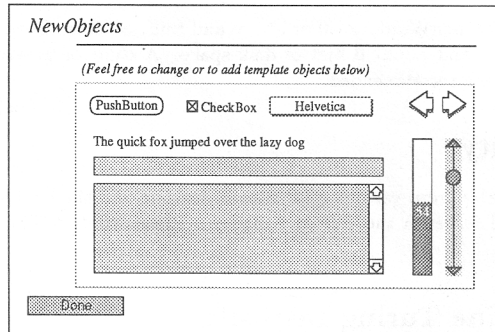 NewObjects
(Feel free to change or to add template objects below)
PushButton
CheckBox
Helvetica
The quick fox jumped over the lazy dog
54
Done